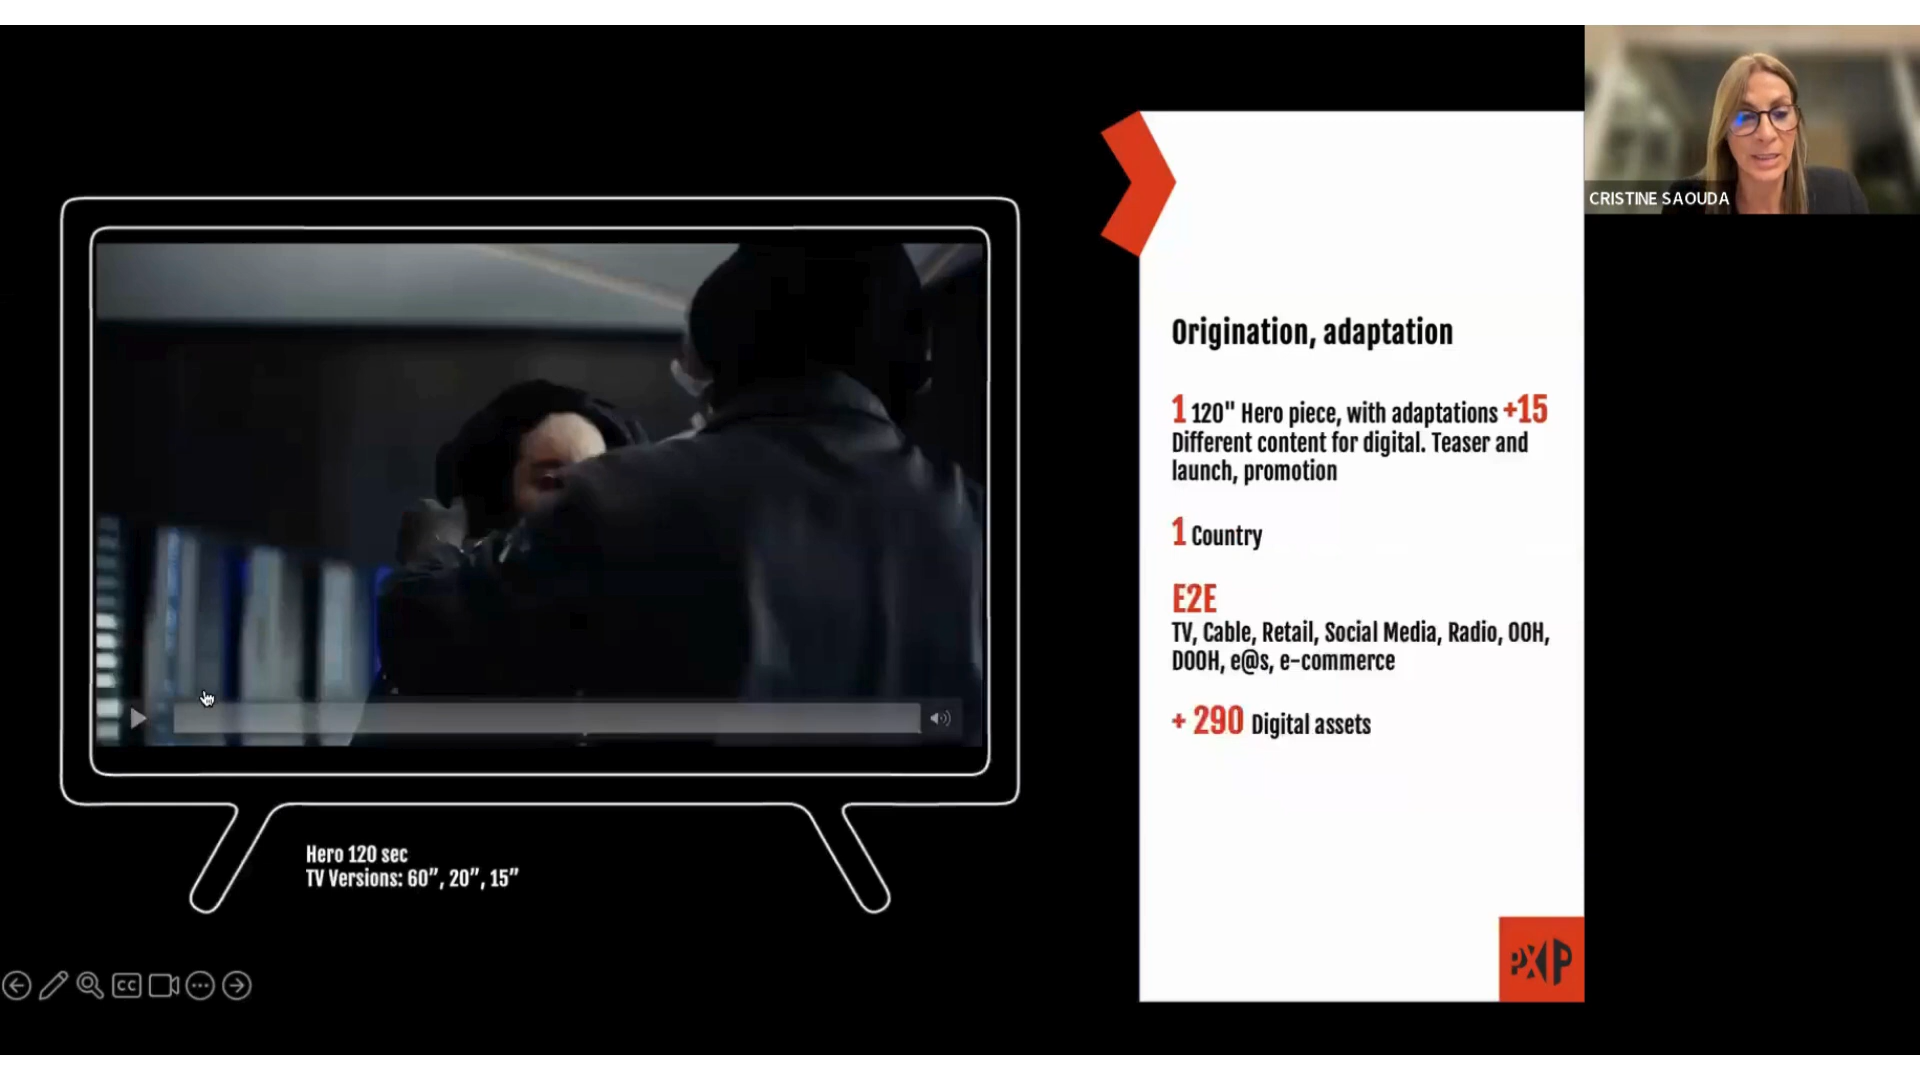 CRISTINE SAOUDA
Origination, adaptation
1 120" Hero piece, with adaptations +15
Different content for digital. Teaser and
launch, promotion
1 Country
E2E
TV, Cable, Retail, Social Media, Radio, OOH,
DOOH, e@s, e-commerce
+ 290 Digital assets
Hero 120 sec
TV Versions: 60”, 20”, 15”
CC
PXP